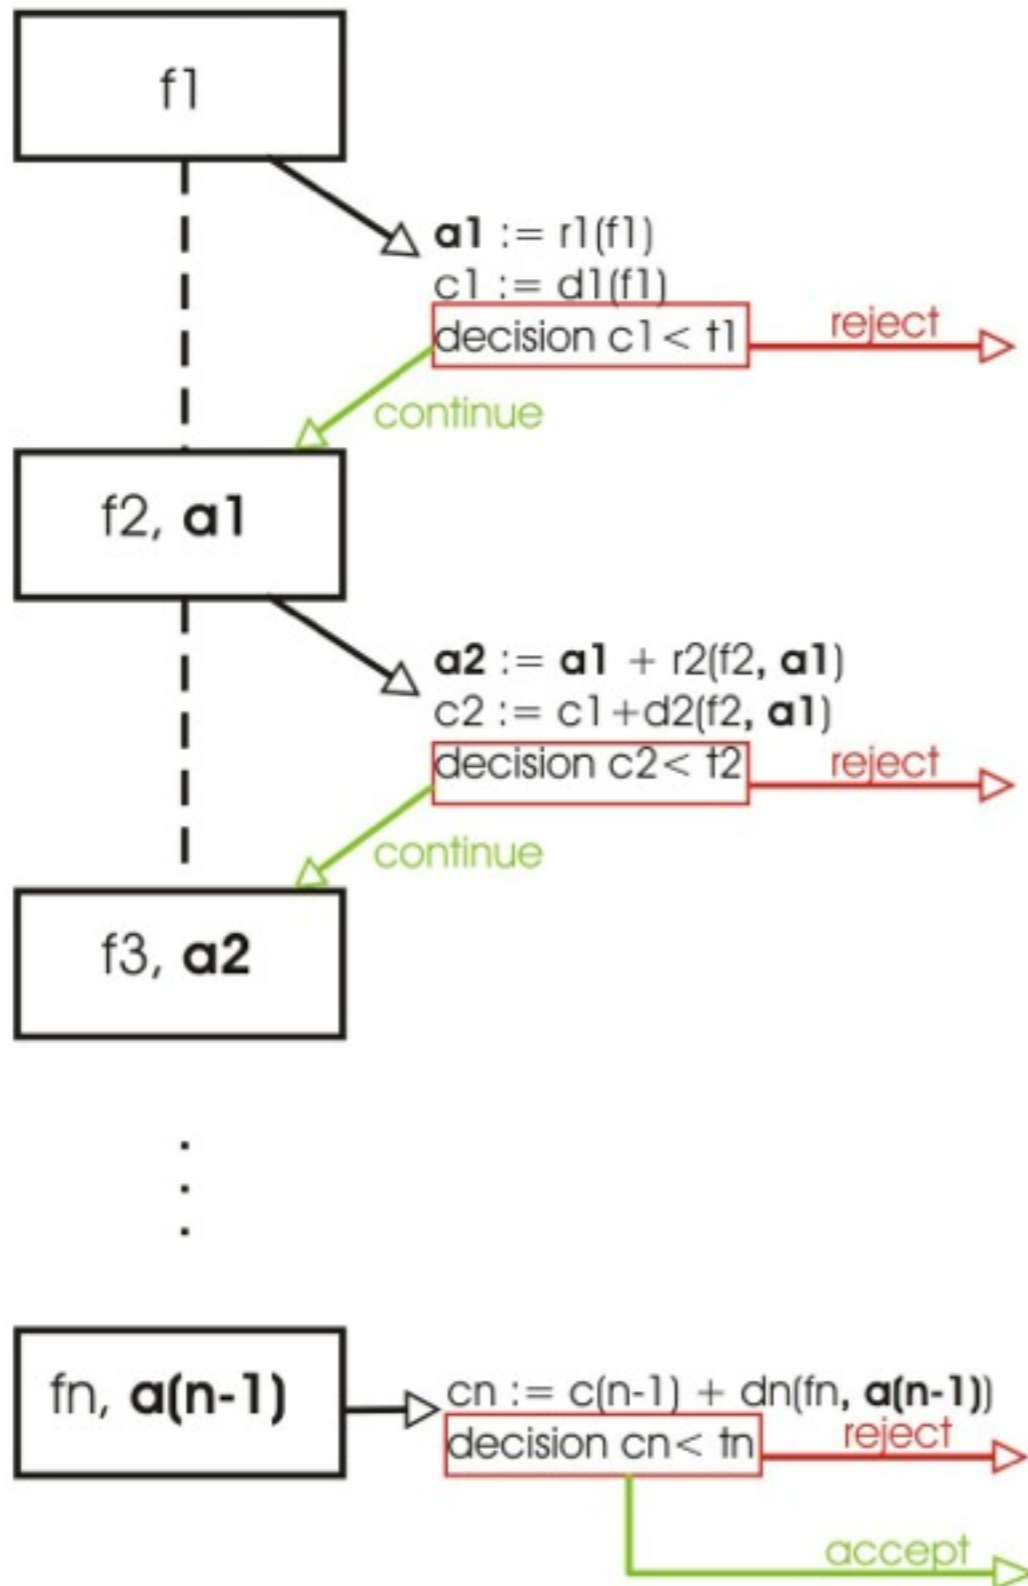 f1
a1 := r1(f1)
c1 := d1(f1)
decision c1< t1
reject
continue
f2, a1
a2 := a1 + r2(f2, a1)
c2 := c1+d2(f2, a1)
decision c2< t2
reject
continue
f3, a2
.
.
.
fn, a(n-1)
cn := c(n-1) + dn(fn, a(n-1))
decision cn< tn
reject
accept